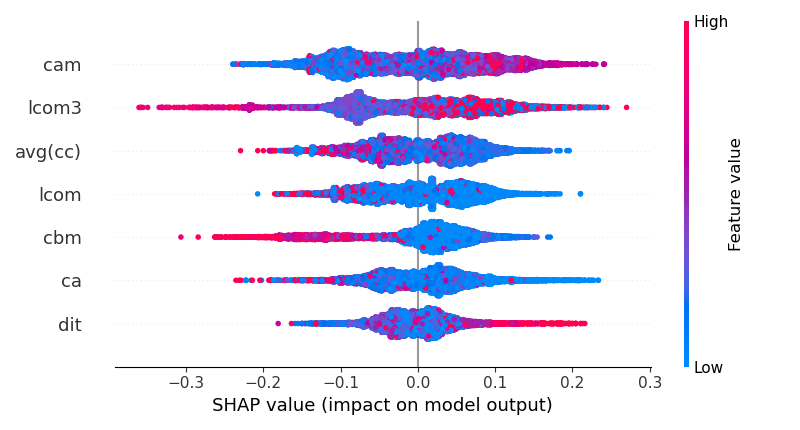 High
cam
lcom3
avg(cc)
lcom
cbm
ca
dit
Feature value
Low
−0.3 −0.2 −0.1 0.0 0.1 0.2 0.3
SHAP value (impact on model output)